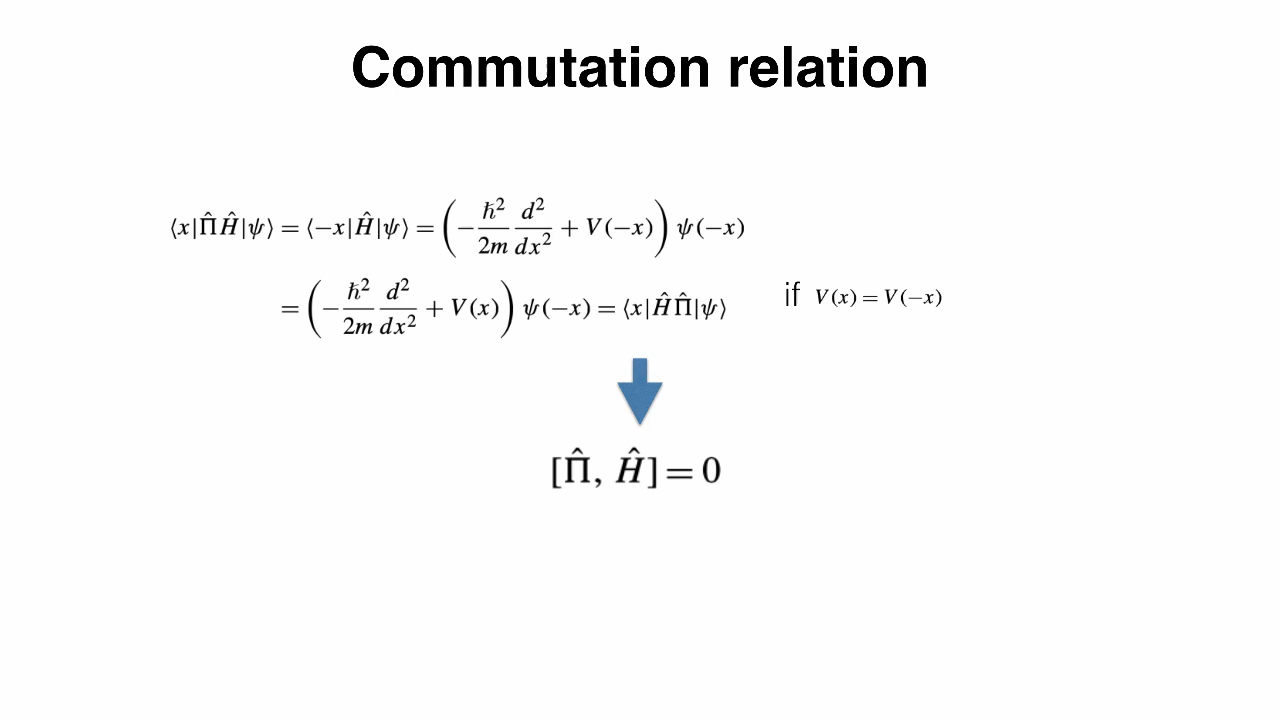 Commutation relation
⟨x|Π̂Ĥ|ψ⟩ = ⟨−x|Ĥ|ψ⟩ = (−ħ²/2m d²/dx² + V(−x)) ψ(−x)
= (−ħ²/2m d²/dx² + V(x)) ψ(−x) = ⟨x|ĤΠ̂|ψ⟩ if V(x) = V(−x)
[Π̂, Ĥ] = 0